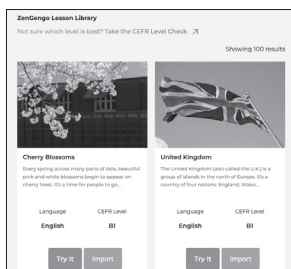 ZenGengo Lesson Library
Not sure which level is best? Take the CEFR Level Check
Showing 100 results
Cherry Blossoms
Every spring across many parts of Asia, beautiful
pink and white blossoms begin to appear on
cherry trees. It's a time for people to go...
Language CEFR Level
English B1
Try It Import
United Kingdom
The United Kingdom (also called the U.K.) is a
group of islands in the north of Europe. It's a
country of four nations: England, Wales...
Language CEFR Level
English B1
Try It Import